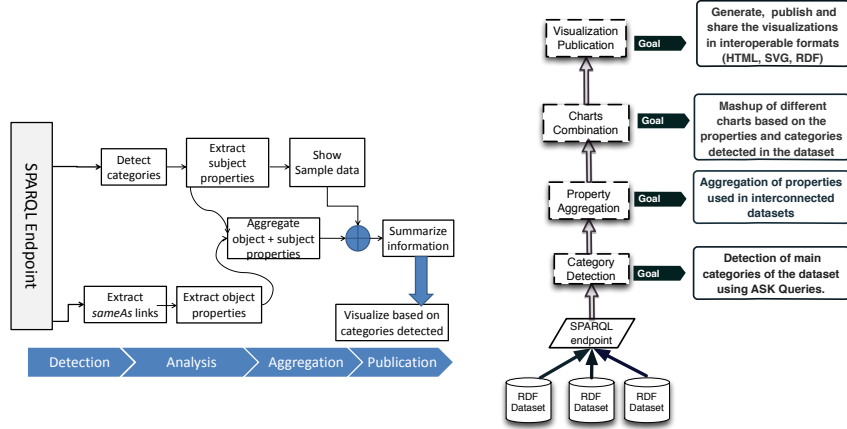 SPARQL Endpoint
Detect
categories
Extract
subject
properties
Show
Sample data
Aggregate
object + subject
properties
Summarize
information
Extract
sameAs links
Extract object
properties
Visualize based on
categories detected
Detection
Analysis
Aggregation
Publication
Visualization
Publication
Goal
Generate, publish and
share the visualizations
in interoperable formats
(HTML, SVG, RDF)
Charts
Combination
Goal
Mashup of different
charts based on the
properties and categories
detected in the dataset
Property
Aggregation
Goal
Aggregation of properties
used in interconnected
datasets
Category
Detection
Goal
Detection of main
categories of the dataset
using ASK Queries.
SPARQL
endpoint
RDF
Dataset
RDF
Dataset
RDF
Dataset